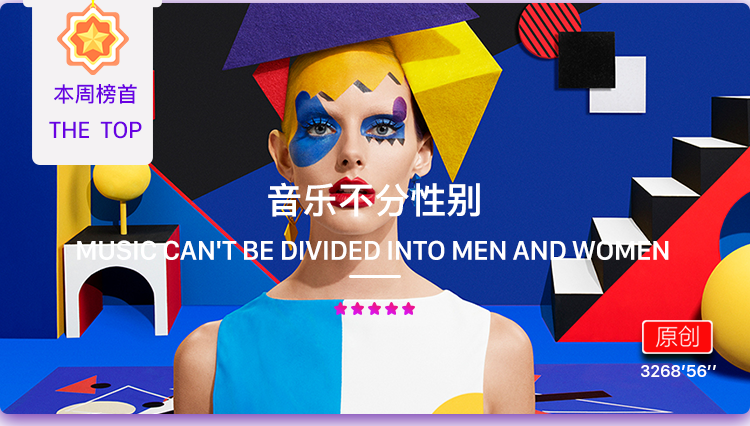 本周榜首
THE TOP
音乐不分性别
MUSIC CAN'T BE DIVIDED INTO MEN AND WOMEN
原创
3268′56′′